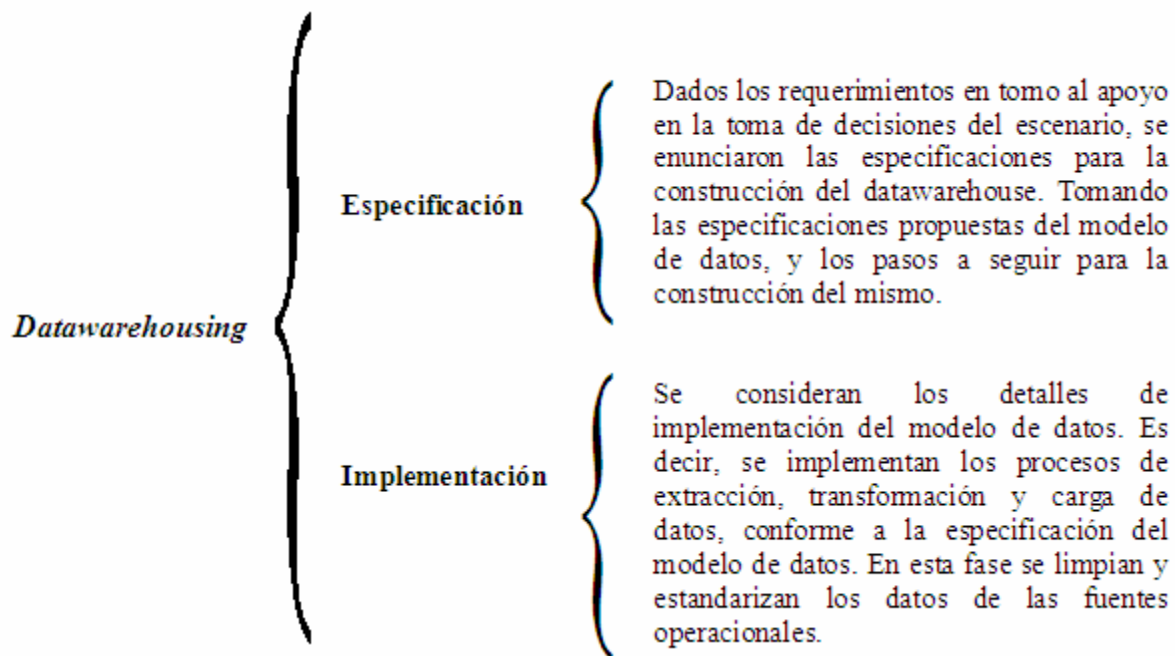 Datawarehousing
Especificación
Dados los requerimientos en torno al apoyo
en la toma de decisiones del escenario, se
enunciaron las especificaciones para la
construcción del datawarehouse. Tomando
las especificaciones propuestas del modelo
de datos, y los pasos a seguir para la
construcción del mismo.
Implementación
Se consideran los detalles de
implementación del modelo de datos. Es
decir, se implementan los procesos de
extracción, transformación y carga de
datos, conforme a la especificación del
modelo de datos. En esta fase se limpian y
estandarizan los datos de las fuentes
operacionales.